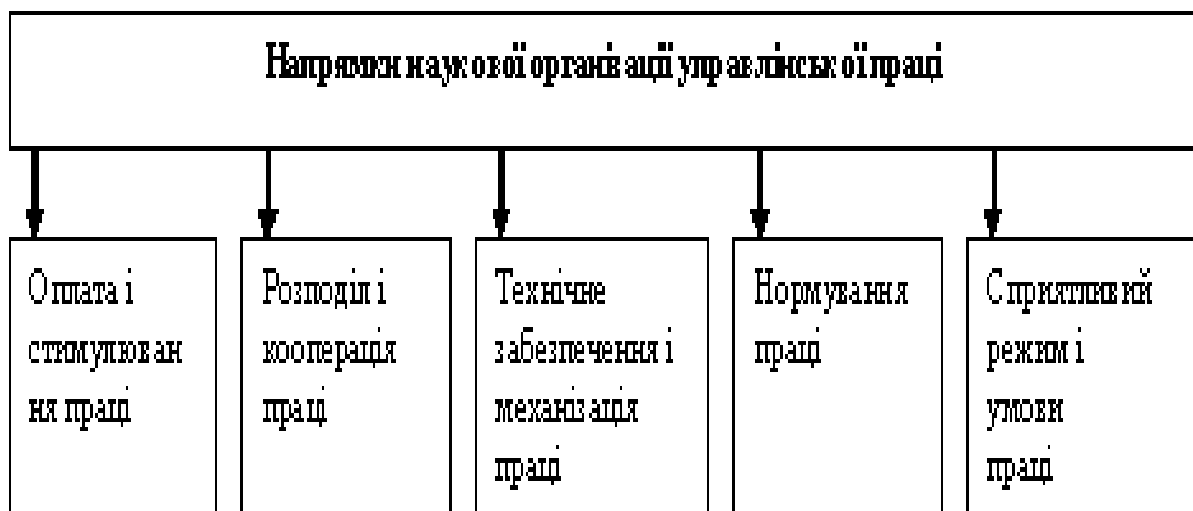 Напрямки наукової організації управлінської праці
Оплата і
стимулюван
ня праці
Розподіл і
кооперація
праці
Технічне
забезпечення і
механізація
праці
Нормування
праці
Сприятливий
режим і
умови
праці